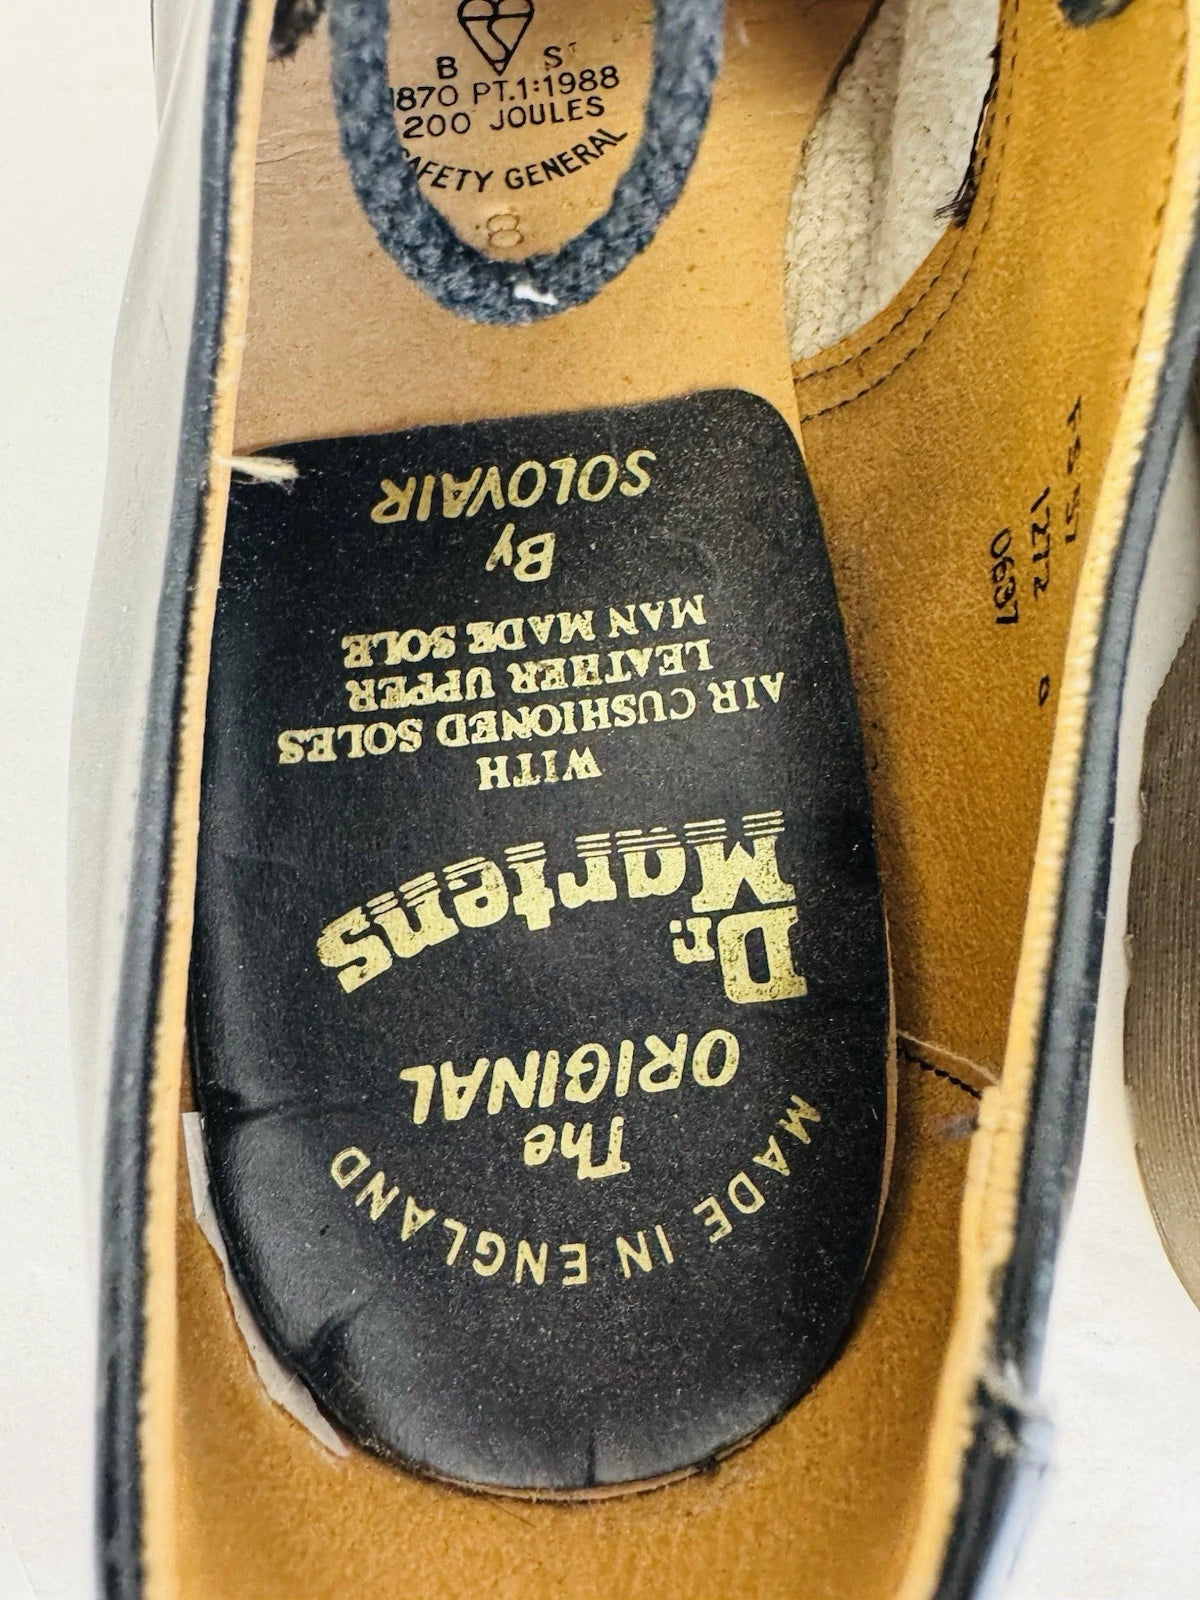 B S
1870 PT.1:1988
200 JOULES
SAFETY GENERAL
8
MADE IN ENGLAND
The
ORIGINAL
Dr.
Martens
WITH
AIR CUSHIONED SOLES
LEATHER UPPER
MAN MADE SOLE
By
SOLOVAIR
0637